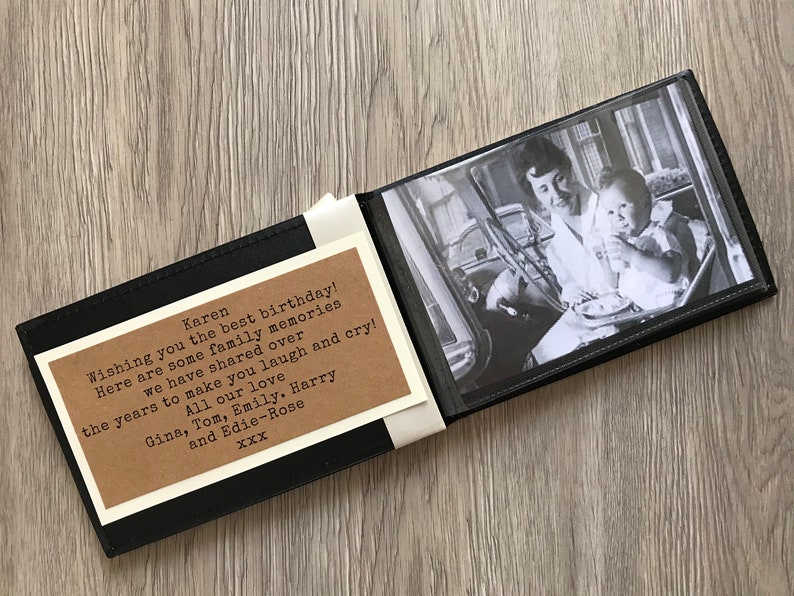 Karen
Wishing you the best birthday!
Here are some family memories
we have shared over
the years to make you laugh and cry!
All our love
Gina, Tom, Emily. Harry
and Edie-Rose
xxx